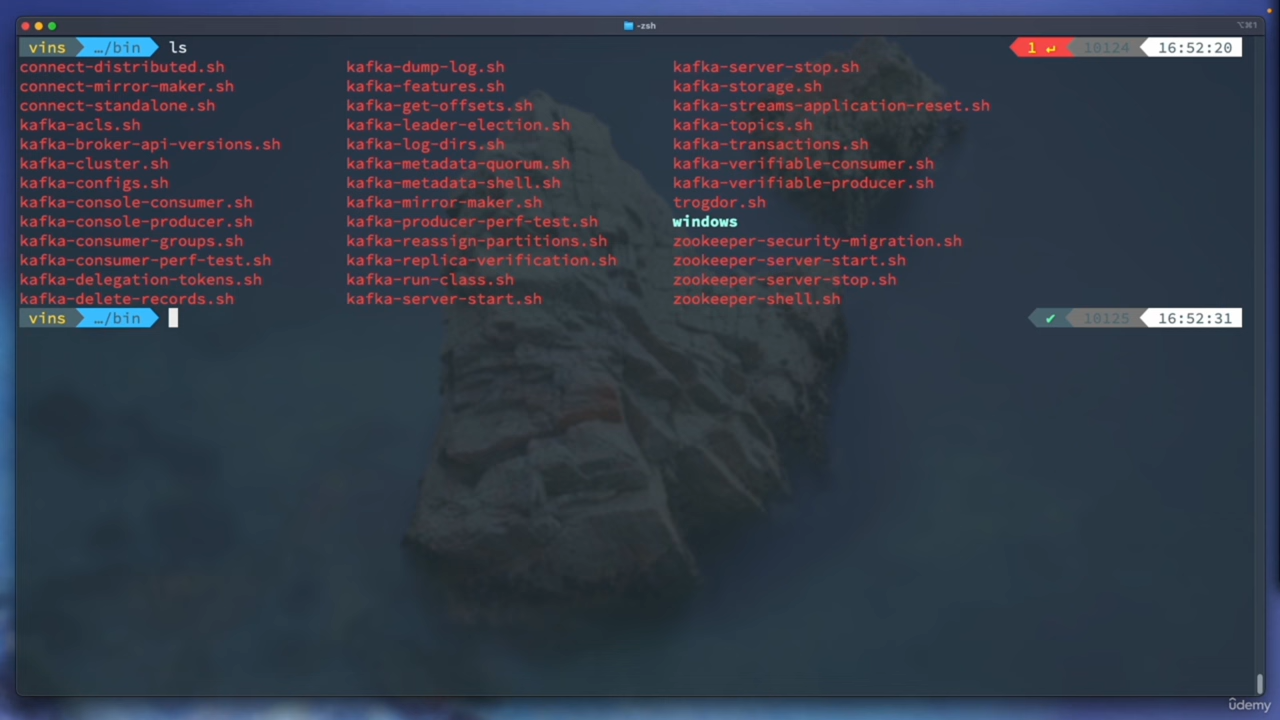 -zsh
⌥⌘1
vins …/bin ls 1 ↵ 10124 16:52:20
connect-distributed.sh kafka-dump-log.sh kafka-server-stop.sh
connect-mirror-maker.sh kafka-features.sh kafka-storage.sh
connect-standalone.sh kafka-get-offsets.sh kafka-streams-application-reset.sh
kafka-acls.sh kafka-leader-election.sh kafka-topics.sh
kafka-broker-api-versions.sh kafka-log-dirs.sh kafka-transactions.sh
kafka-cluster.sh kafka-metadata-quorum.sh kafka-verifiable-consumer.sh
kafka-configs.sh kafka-metadata-shell.sh kafka-verifiable-producer.sh
kafka-console-consumer.sh kafka-mirror-maker.sh trogdor.sh
kafka-console-producer.sh kafka-producer-perf-test.sh windows
kafka-consumer-groups.sh kafka-reassign-partitions.sh zookeeper-security-migration.sh
kafka-consumer-perf-test.sh kafka-replica-verification.sh zookeeper-server-start.sh
kafka-delegation-tokens.sh kafka-run-class.sh zookeeper-server-stop.sh
kafka-delete-records.sh kafka-server-start.sh zookeeper-shell.sh
vins …/bin ✔ 10125 16:52:31
ûdemy